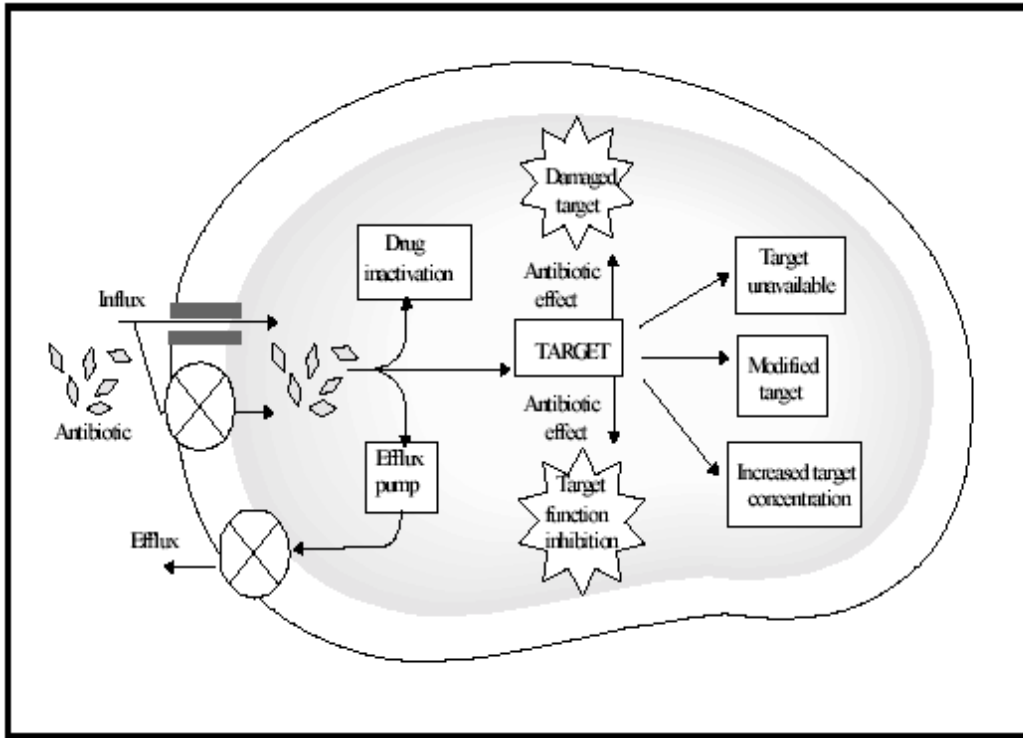 Damaged
target
Drug
inactivation
Target
unavailable
Antibiotic
effect
Influx
TARGET
Modified
target
Antibiotic
effect
Antibiotic
Efflux
pump
Increased target
concentration
Target
function
inhibition
Efflux